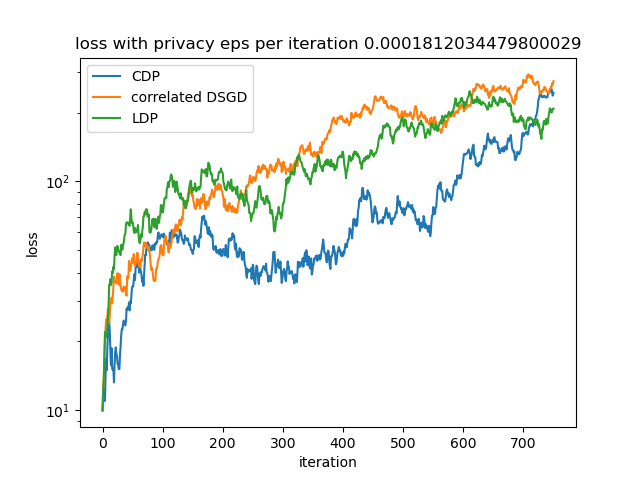 loss with privacy eps per iteration 0.0001812034479800029
CDP
correlated DSGD
LDP
10^2
10^1
loss
0 100 200 300 400 500 600 700
iteration